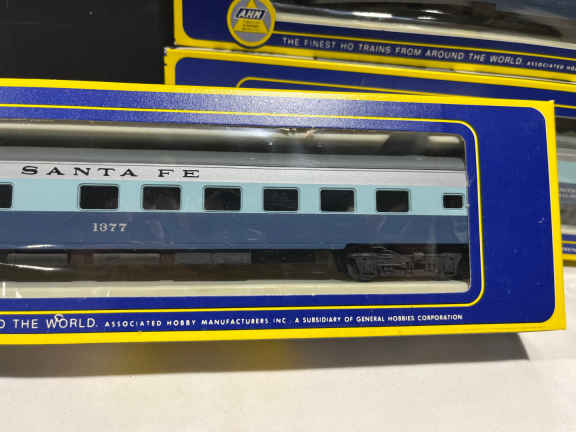 AHM
THE FINEST HO TRAINS FROM AROUND THE WORLD. ASSOCIATED HO
SANTA FE
1377
D THE WORLD. ASSOCIATED HOBBY MANUFACTURERS INC. A SUBSIDIARY OF GENERAL HOBBIES CORPORATION